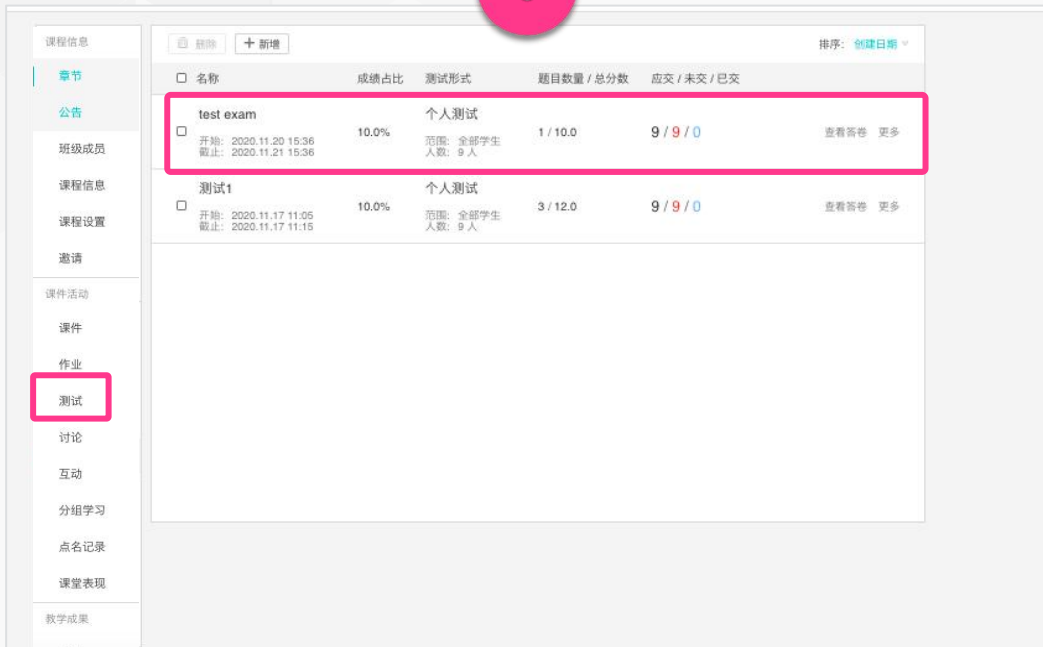 课程信息
章节
公告
班级成员
课程信息
课程设置
邀请
课件活动
课件
作业
测试
讨论
互动
分组学习
点名记录
课堂表现
教学成果
删除 新增 排序: 创建日期
名称 成绩占比 测试形式 题目数量 / 总分数 应交 / 未交 / 已交
test exam 个人测试
10.0% 1 / 10.0 9 / 9 / 0 查看答卷 更多
开始: 2020.11.20 15:36 范围: 全部学生
截止: 2020.11.21 15:36 人数: 9 人
测试1 个人测试
10.0% 3 / 12.0 9 / 9 / 0 查看答卷 更多
开始: 2020.11.17 11:05 范围: 全部学生
截止: 2020.11.17 11:15 人数: 9 人